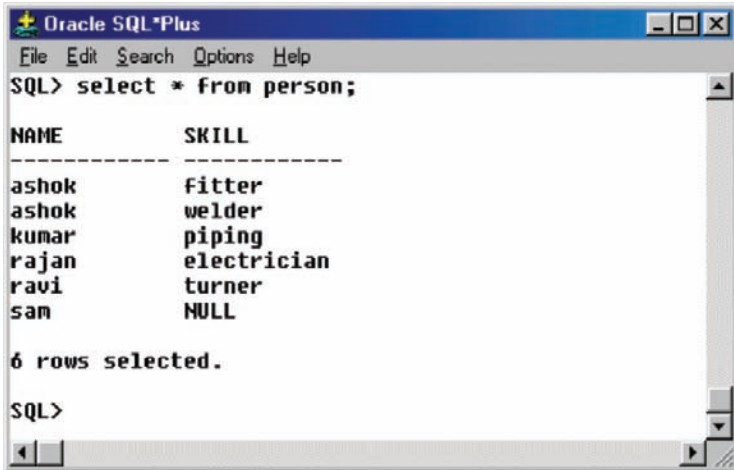 Oracle SQL*Plus
File Edit Search Options Help
SQL> select * from person;
NAME SKILL
------------ ------------
ashok fitter
ashok welder
kumar piping
rajan electrician
ravi turner
sam NULL
6 rows selected.
SQL>